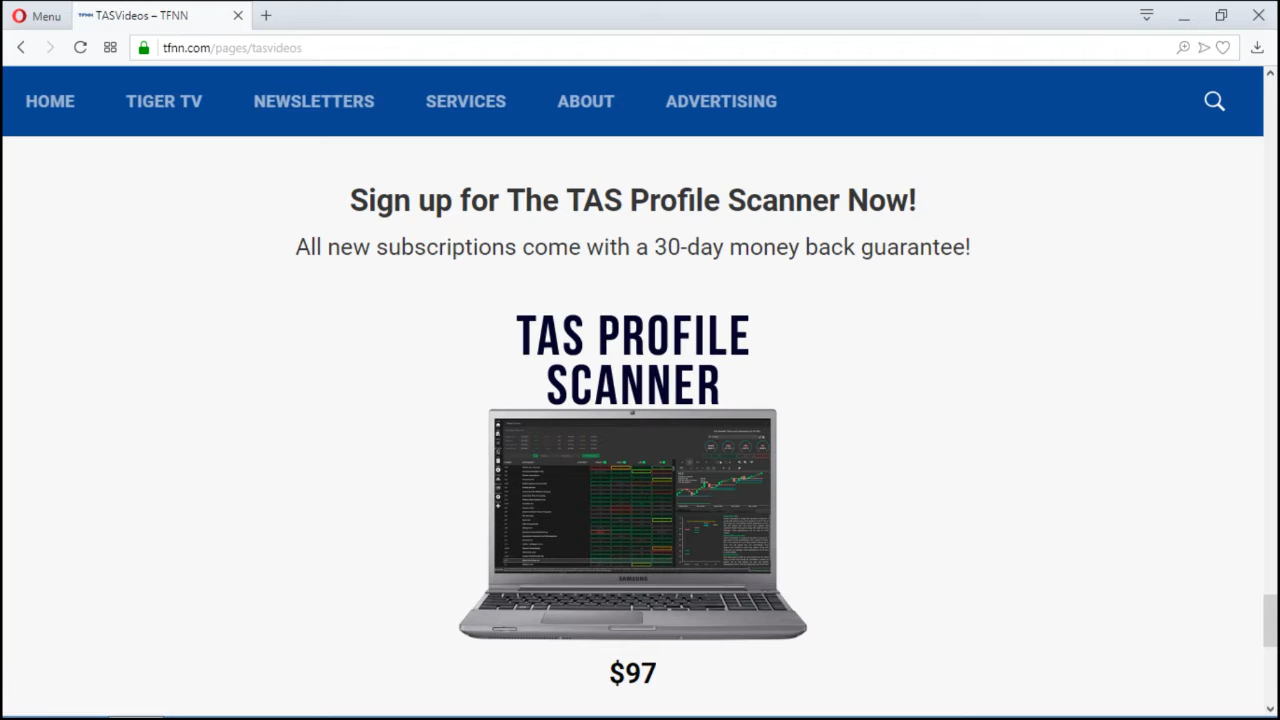 Menu
TFNN TASVideos – TFNN
tfnn.com/pages/tasvideos
HOME TIGER TV NEWSLETTERS SERVICES ABOUT ADVERTISING
Sign up for The TAS Profile Scanner Now!
All new subscriptions come with a 30-day money back guarantee!
TAS PROFILE
SCANNER
SAMSUNG
$97